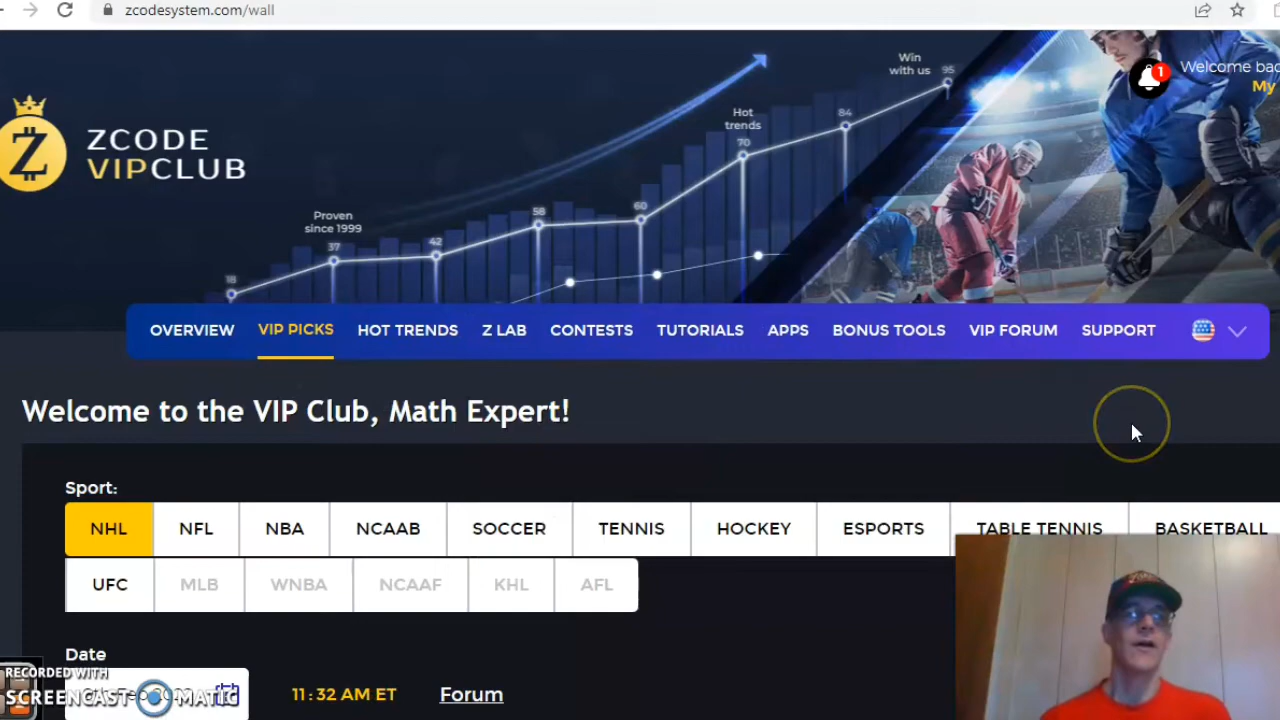 zcodesystem.com/wall
Win
with us
95
1
Welcome bac
My
Hot
trends
84
ZCODE
VIPCLUB
70
Proven
since 1999
58
60
37
42
18
OVERVIEW VIP PICKS HOT TRENDS Z LAB CONTESTS TUTORIALS APPS BONUS TOOLS VIP FORUM SUPPORT
Welcome to the VIP Club, Math Expert!
Sport:
NHL NFL NBA NCAAB SOCCER TENNIS HOCKEY ESPORTS TABLE TENNIS BASKETBALL
UFC MLB WNBA NCAAF KHL AFL
Date
RECORDED WITH
SCREENCAST-O-MATIC
11:32 AM ET Forum